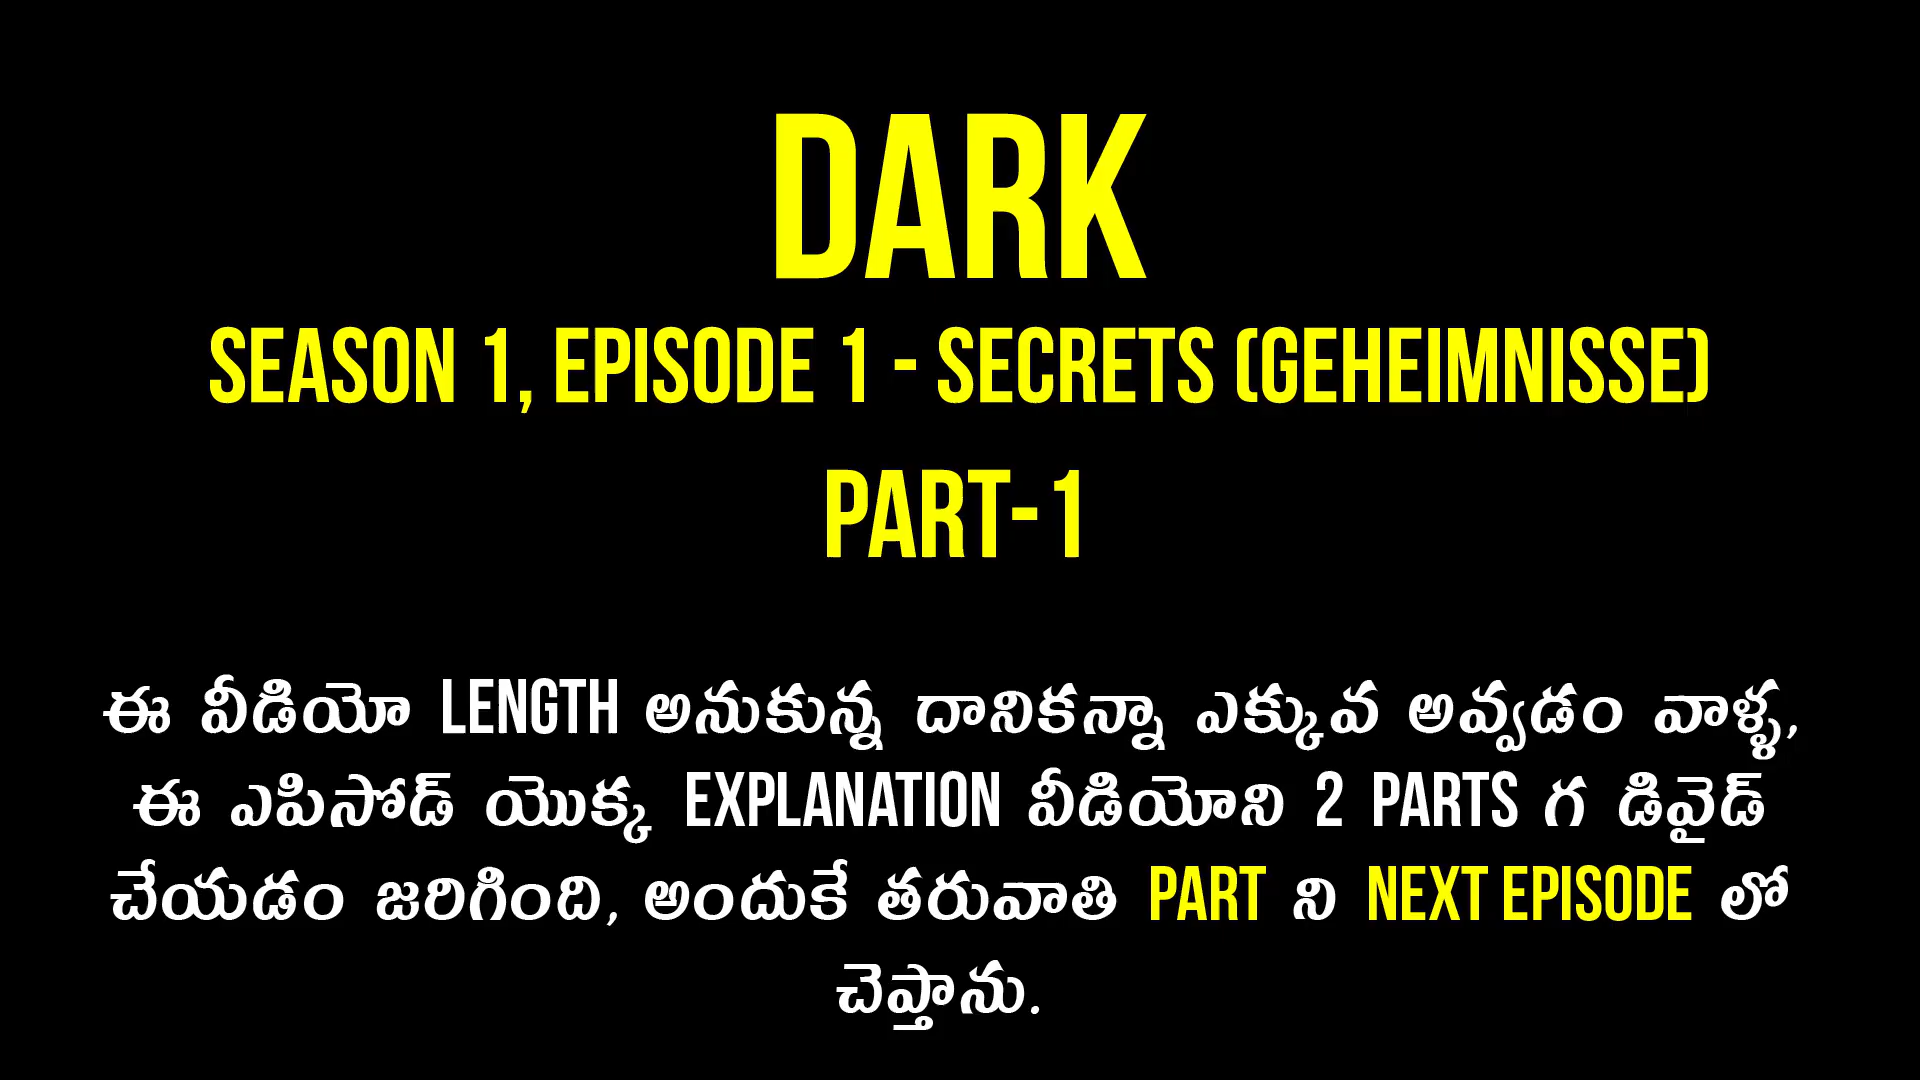 DARK
SEASON 1, EPISODE 1 - SECRETS (GEHEIMNISSE)
PART-1
ఈ వీడియో LENGTH అనుకున్న దానికన్నా ఎక్కువ అవ్వడం వాళ్ళ,
ఈ ఎపిసోడ్ యొక్క EXPLANATION వీడియోని 2 PARTS గ డివైడ్
చేయడం జరిగింది, అందుకే తరువాతి PART ని NEXT EPISODE లో
చెప్తాను.